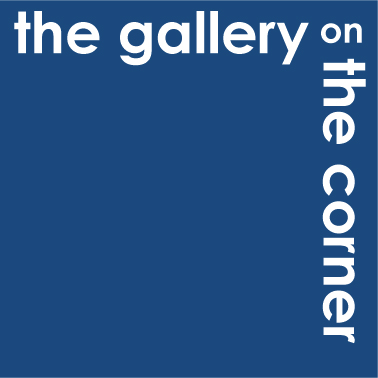 the gallery on
the corner